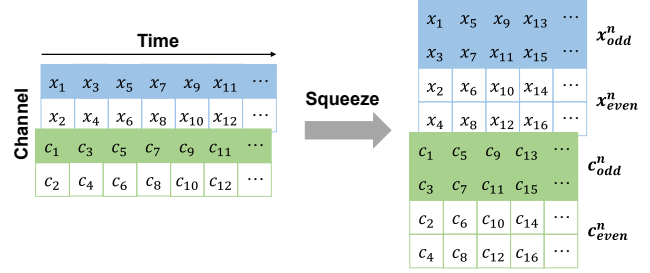 Time
Channel
x₁ x₃ x₅ x₇ x₉ x₁₁ ⋯
x₂ x₄ x₆ x₈ x₁₀ x₁₂ ⋯
c₁ c₃ c₅ c₇ c₉ c₁₁ ⋯
c₂ c₄ c₆ c₈ c₁₀ c₁₂ ⋯
Squeeze
x₁ x₅ x₉ x₁₃ ⋯
x₃ x₇ x₁₁ x₁₅ ⋯
x^n_odd
x₂ x₆ x₁₀ x₁₄ ⋯
x₄ x₈ x₁₂ x₁₆ ⋯
x^n_even
c₁ c₅ c₉ c₁₃ ⋯
c₃ c₇ c₁₁ c₁₅ ⋯
c^n_odd
c₂ c₆ c₁₀ c₁₄ ⋯
c₄ c₈ c₁₂ c₁₆ ⋯
c^n_even